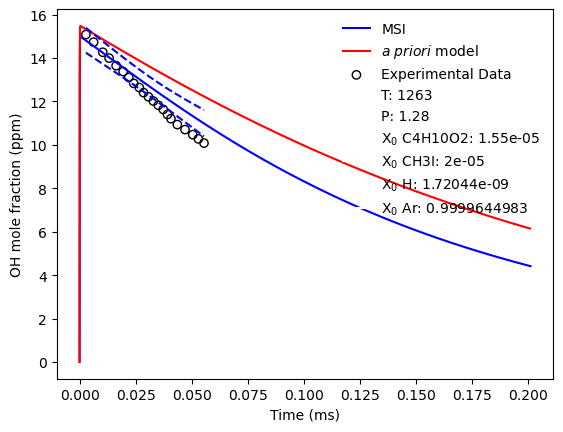 16
14
12
10
8
6
4
2
0
OH mole fraction (ppm)
MSI
a priori model
Experimental Data
T: 1263
P: 1.28
X₀ C4H10O2: 1.55e-05
X₀ CH3I: 2e-05
X₀ H: 1.72044e-09
X₀ Ar: 0.9999644983
0.000 0.025 0.050 0.075 0.100 0.125 0.150 0.175 0.200
Time (ms)